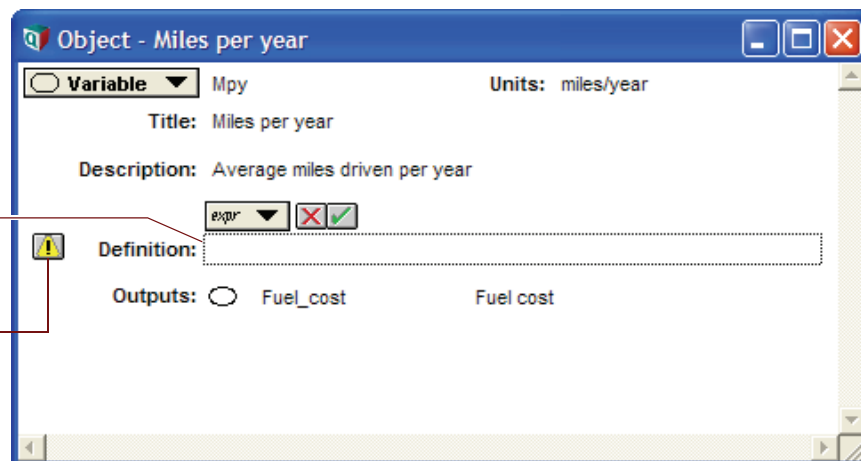 Object - Miles per year
Variable Mpy Units: miles/year
Title: Miles per year
Description: Average miles driven per year
expr
Definition:
Outputs: Fuel_cost Fuel cost